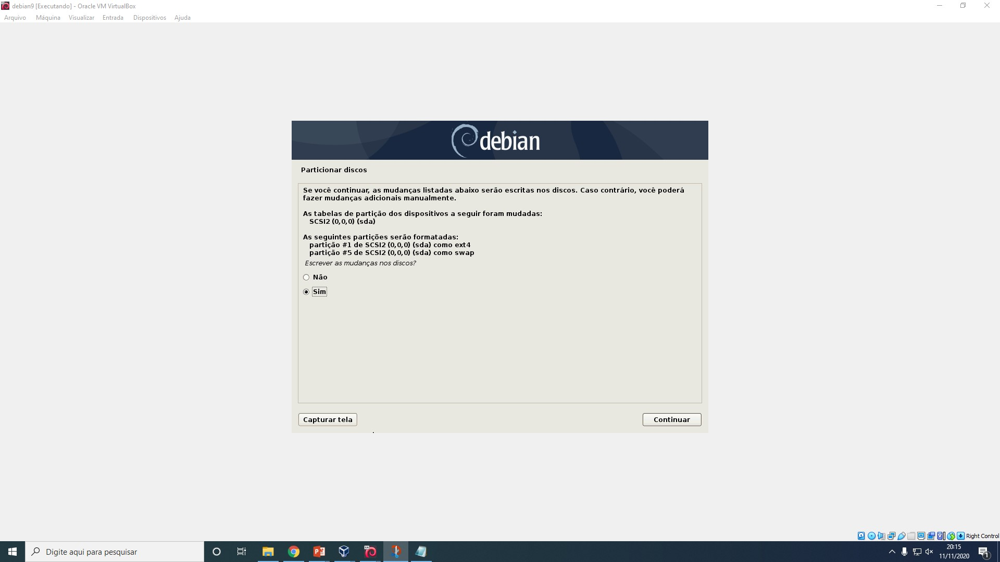 debian9 [Executando] - Oracle VM VirtualBox
Arquivo Máquina Visualizar Entrada Dispositivos Ajuda
debian
Particionar discos
Se você continuar, as mudanças listadas abaixo serão escritas nos discos. Caso contrário, você poderá
fazer mudanças adicionais manualmente.
As tabelas de partição dos dispositivos a seguir foram mudadas:
SCSI2 (0,0,0) (sda)
As seguintes partições serão formatadas:
partição #1 de SCSI2 (0,0,0) (sda) como ext4
partição #5 de SCSI2 (0,0,0) (sda) como swap
Escrever as mudanças nos discos?
Não
Sim
Capturar tela Continuar
Right Control
Digite aqui para pesquisar
20:15
11/11/2020
1